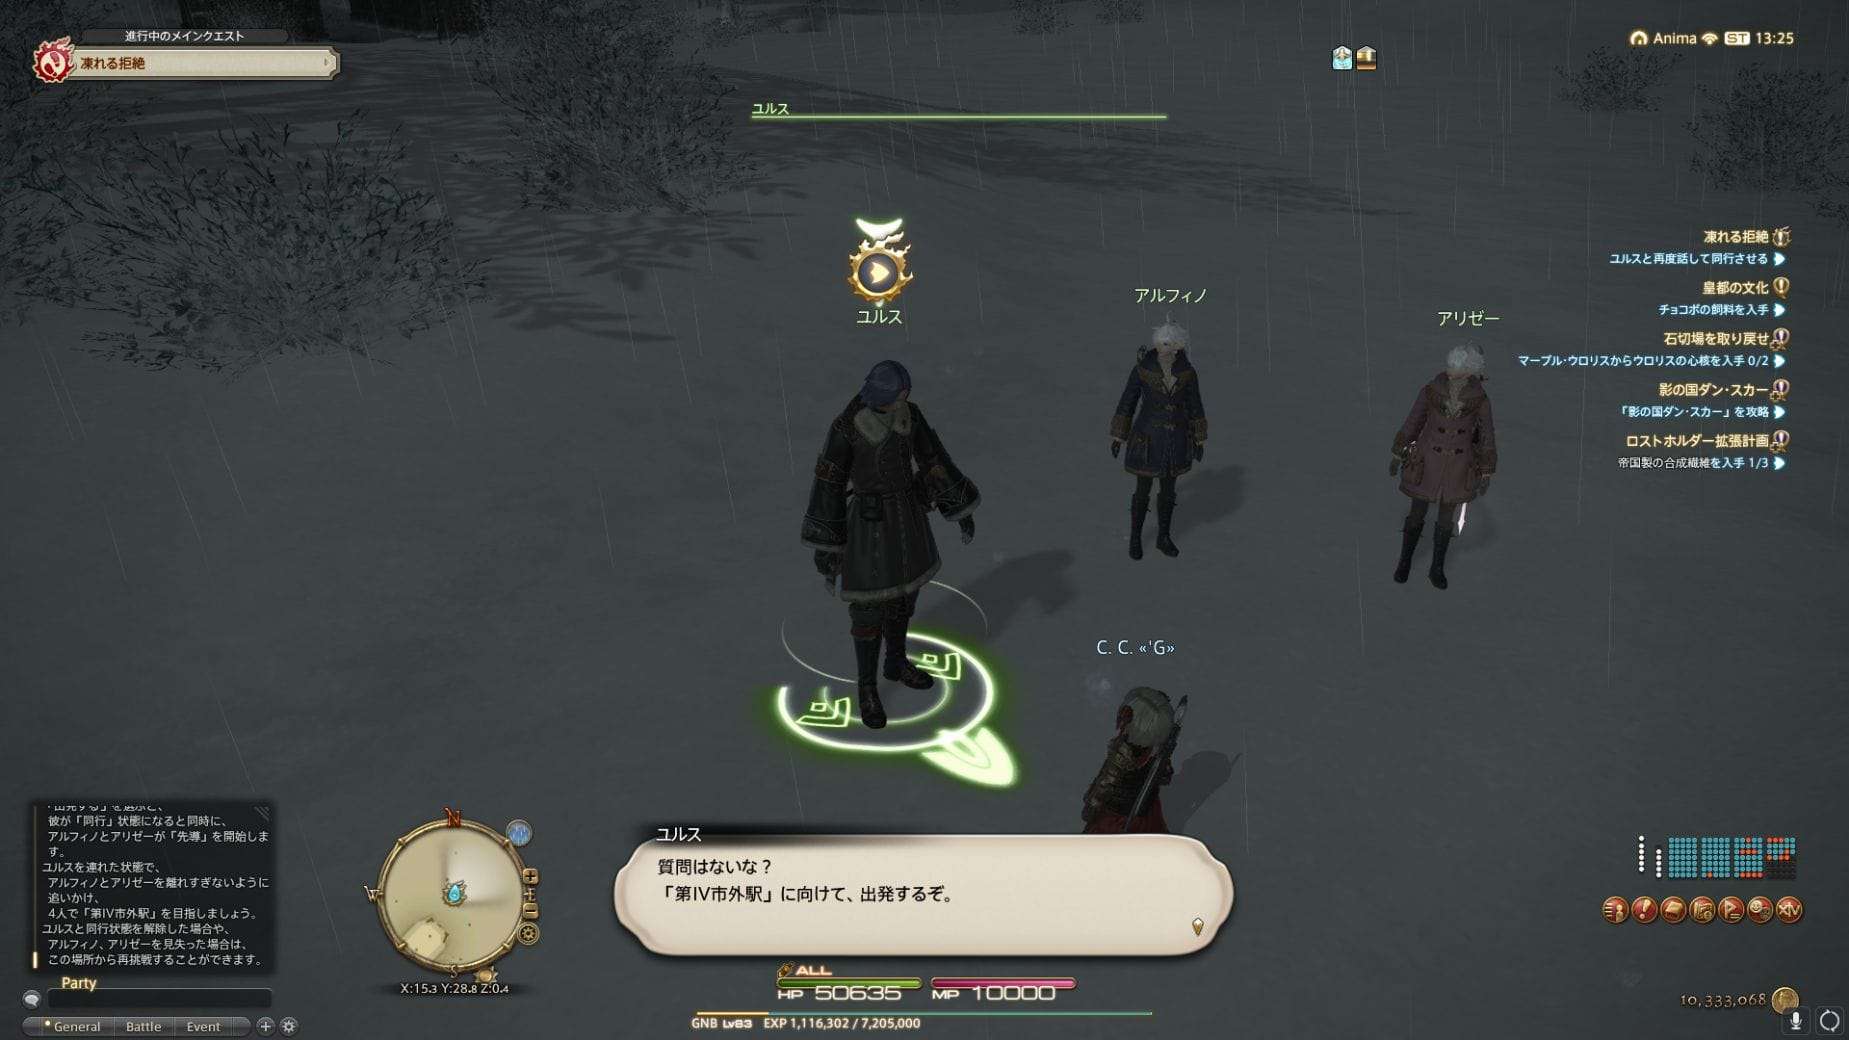 進行中のメインクエスト
凍れる拒絶
Anima ST 13:25
ユルス
ユルス
アルフィノ
アリゼー
凍れる拒絶
ユルスと再度話して同行させる
皇都の文化
チョコボの飼料を入手
石切場を取り戻せ
マーブル・ウロリスからウロリスの心核を入手 0/2
影の国ダン・スカー
「影の国ダン・スカー」を攻略
ロストホルダー拡張計画
帝国製の合成繊維を入手 1/3
C. C. «'G»
「出発する」を選ぶと、
彼が「同行」状態になると同時に、
アルフィノとアリゼーが「先導」を開始しま
す。
ユルスを連れた状態で、
アルフィノとアリゼーを離れすぎないように
追いかけ、
4人で「第IV市外駅」を目指しましょう。
ユルスと同行状態を解除した場合や、
アルフィノ、アリゼーを見失った場合は、
この場所から再挑戦することができます。
Party
General Battle Event
N
W
S
X:15.3 Y:28.8 Z:0.4
ユルス
質問はないな？
「第IV市外駅」に向けて、出発するぞ。
ALL
HP 50635 MP 10000
GNB Lv83 EXP 1,116,302 / 7,205,000
XIV
10,333,068